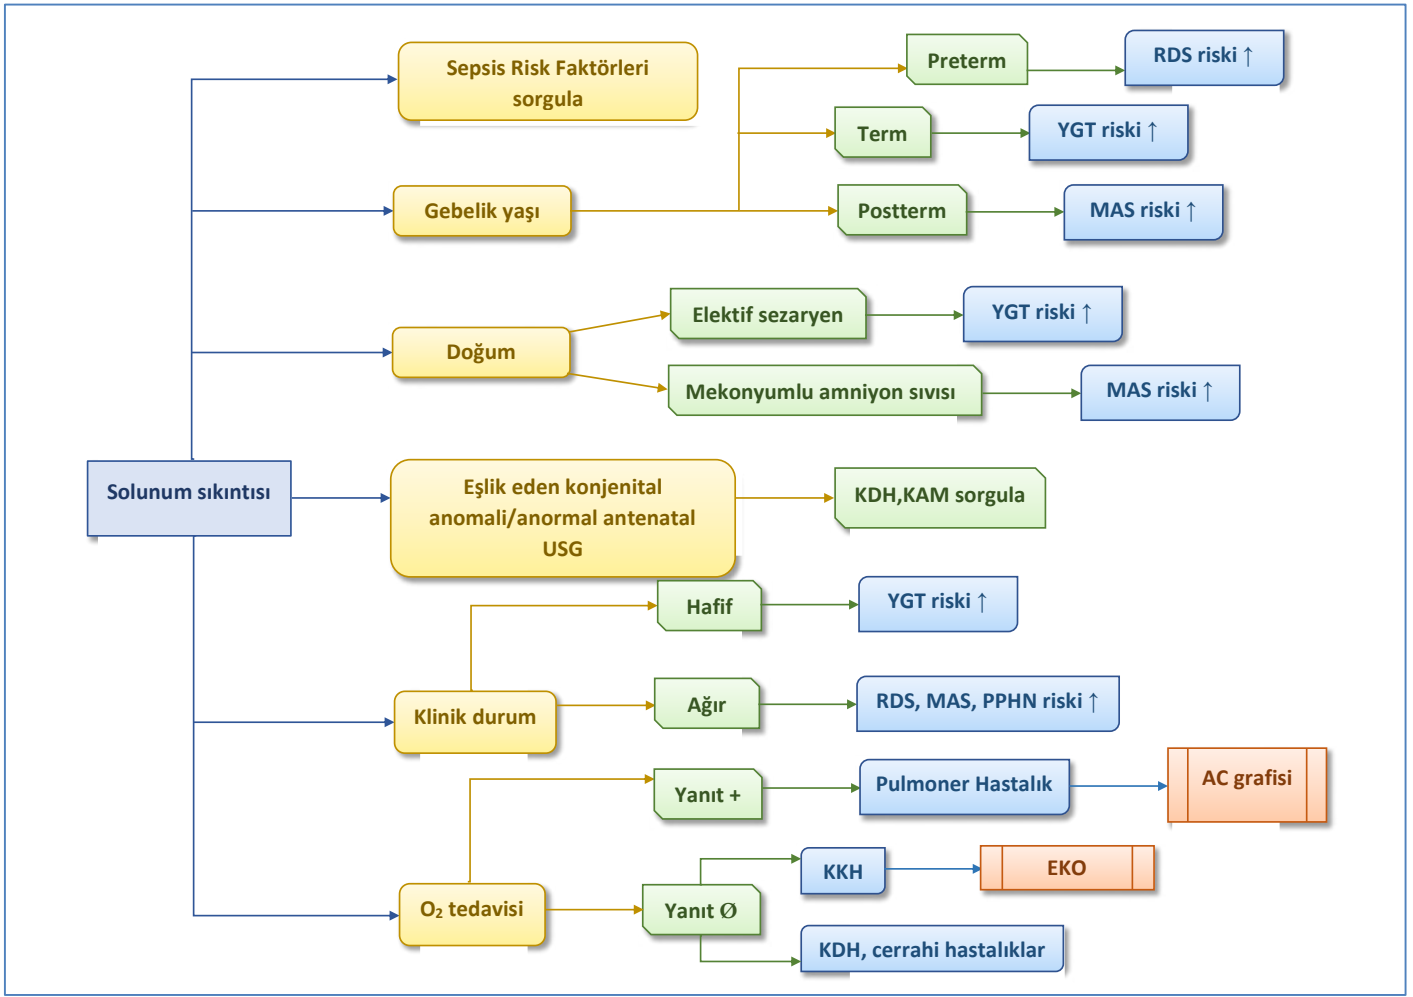 Sepsis Risk Faktörleri
sorgula
Preterm
RDS riski ↑
Term
YGT riski ↑
Gebelik yaşı
Postterm
MAS riski ↑
Doğum
Elektif sezaryen
YGT riski ↑
Mekonyumlu amniyon sıvısı
MAS riski ↑
Solunum sıkıntısı
Eşlik eden konjenital
anomali/anormal antenatal
USG
KDH,KAM sorgula
Klinik durum
Hafif
YGT riski ↑
Ağır
RDS, MAS, PPHN riski ↑
O₂ tedavisi
Yanıt +
Pulmoner Hastalık
AC grafisi
Yanıt Ø
KKH
EKO
KDH, cerrahi hastalıklar